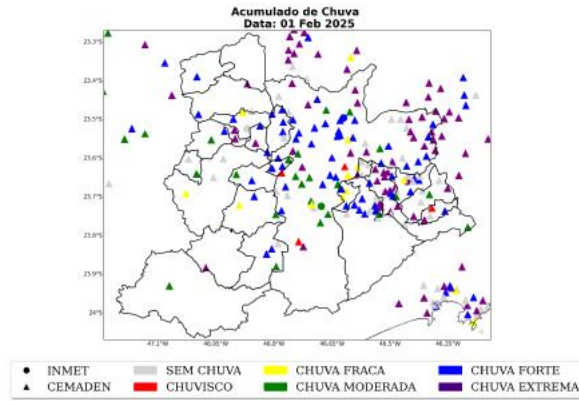 Acumulado de Chuva
Data: 01 Feb 2025
23.3°S
23.4°S
23.5°S
23.6°S
23.7°S
23.8°S
23.9°S
24°S
47.1°W 46.95°W 46.8°W 46.65°W 46.5°W 46.35°W
INMET SEM CHUVA CHUVA FRACA CHUVA FORTE
CEMADEN CHUVISCO CHUVA MODERADA CHUVA EXTREMA